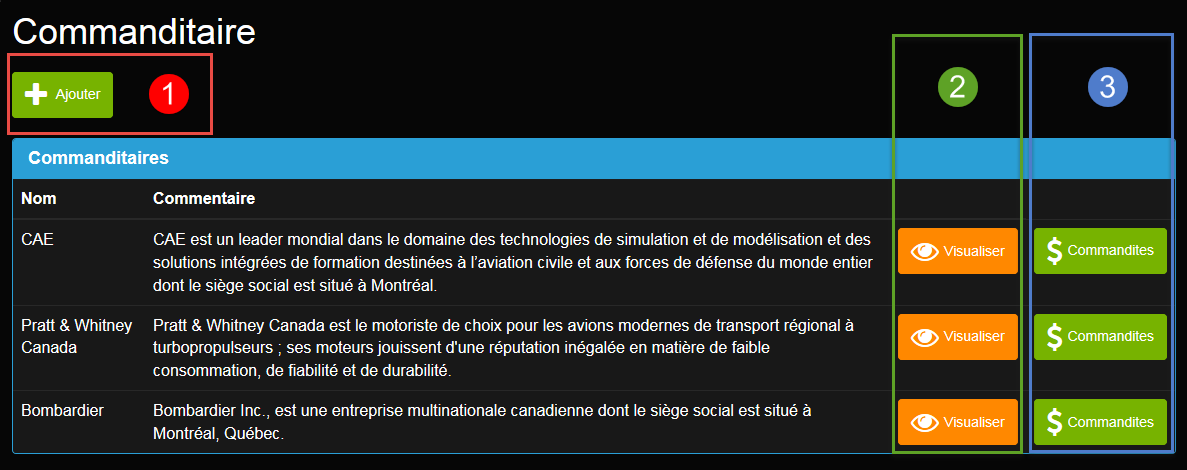 Commanditaire
Ajouter
1
2
3
Commanditaires
Nom Commentaire
CAE CAE est un leader mondial dans le domaine des technologies de simulation et de modélisation et des
solutions intégrées de formation destinées à l'aviation civile et aux forces de défense du monde entier
dont le siège social est situé à Montréal.
Visualiser $ Commandites
Pratt & Whitney Pratt & Whitney Canada est le motoriste de choix pour les avions modernes de transport régional à
Canada turbopropulseurs ; ses moteurs jouissent d'une réputation inégalée en matière de faible
consommation, de fiabilité et de durabilité.
Visualiser $ Commandites
Bombardier Bombardier Inc., est une entreprise multinationale canadienne dont le siège social est situé à
Montréal, Québec.
Visualiser $ Commandites